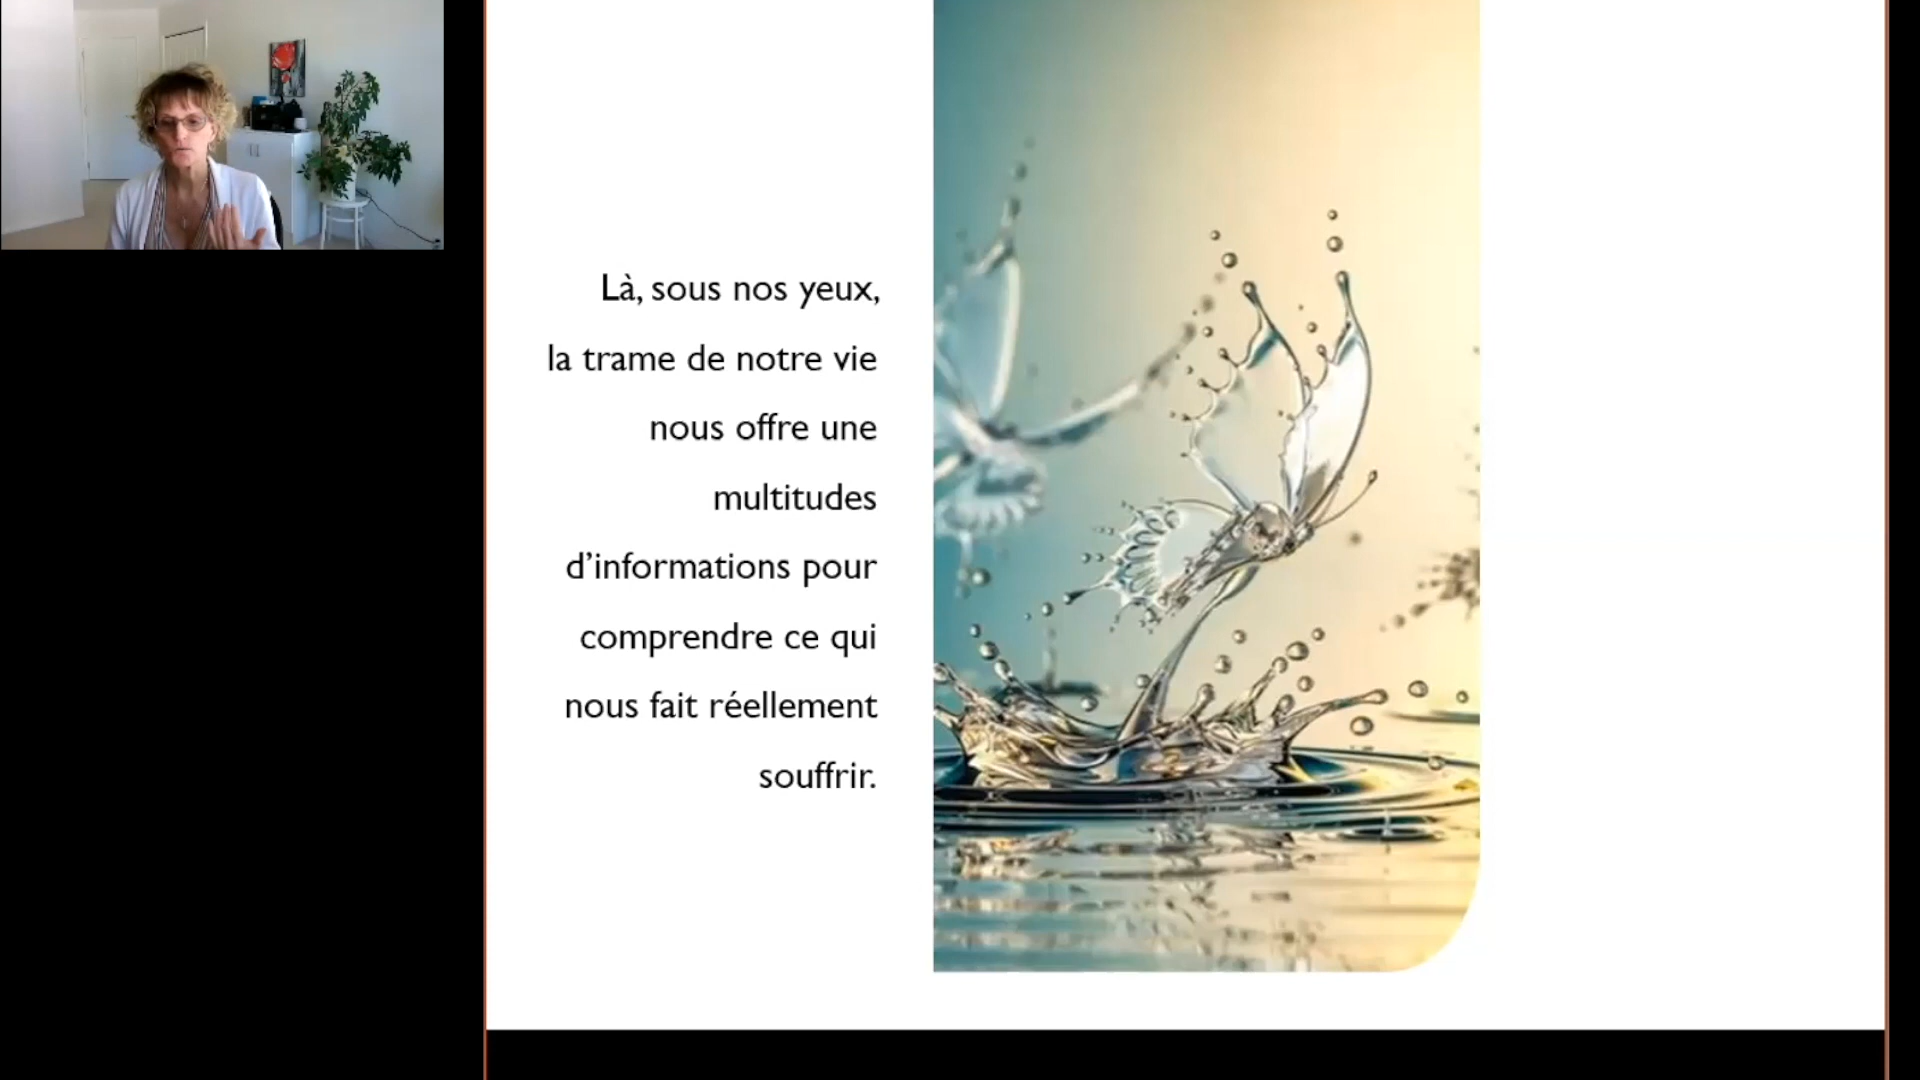 Là, sous nos yeux,
la trame de notre vie
nous offre une
multitudes
d’informations pour
comprendre ce qui
nous fait réellement
souffrir.